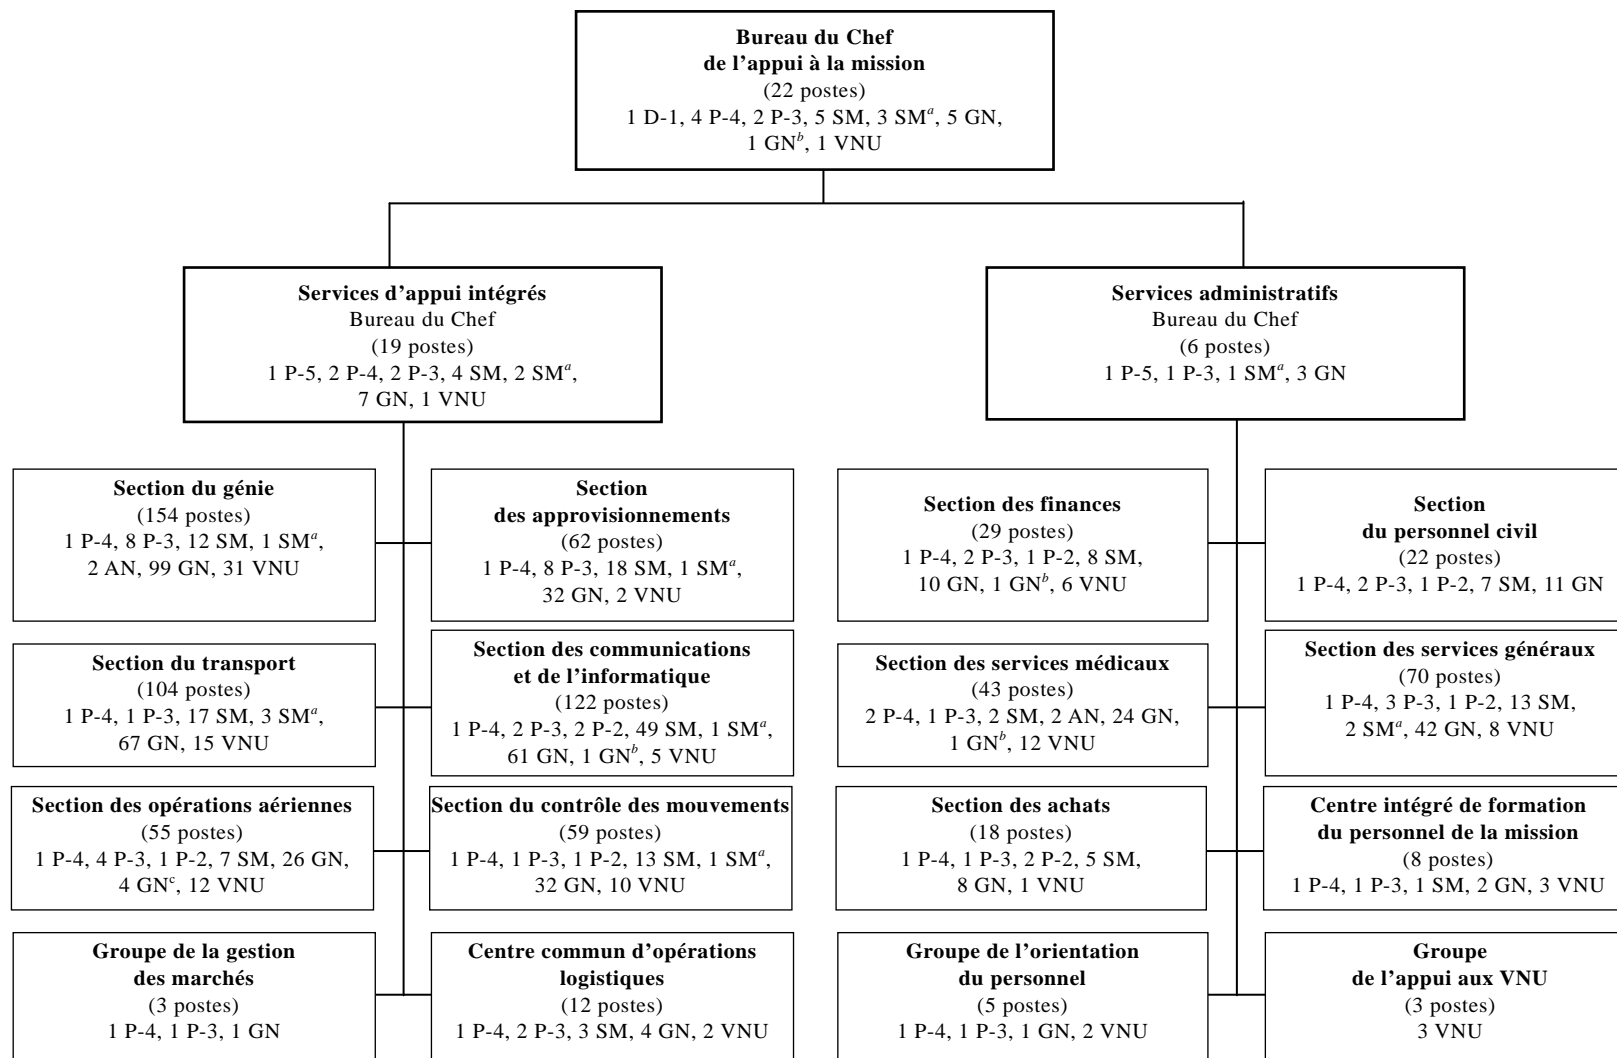 Bureau du Chef
de l’appui à la mission
(22 postes)
1 D-1, 4 P-4, 2 P-3, 5 SM, 3 SMᵃ, 5 GN,
1 GNᵇ, 1 VNU
Services d’appui intégrés
Bureau du Chef
(19 postes)
1 P-5, 2 P-4, 2 P-3, 4 SM, 2 SMᵃ,
7 GN, 1 VNU
Services administratifs
Bureau du Chef
(6 postes)
1 P-5, 1 P-3, 1 SMᵃ, 3 GN
Section du génie
(154 postes)
1 P-4, 8 P-3, 12 SM, 1 SMᵃ,
2 AN, 99 GN, 31 VNU
Section
des approvisionnements
(62 postes)
1 P-4, 8 P-3, 18 SM, 1 SMᵃ,
32 GN, 2 VNU
Section des finances
(29 postes)
1 P-4, 2 P-3, 1 P-2, 8 SM,
10 GN, 1 GNᵇ, 6 VNU
Section
du personnel civil
(22 postes)
1 P-4, 2 P-3, 1 P-2, 7 SM, 11 GN
Section du transport
(104 postes)
1 P-4, 1 P-3, 17 SM, 3 SMᵃ,
67 GN, 15 VNU
Section des communications
et de l’informatique
(122 postes)
1 P-4, 2 P-3, 2 P-2, 49 SM, 1 SMᵃ,
61 GN, 1 GNᵇ, 5 VNU
Section des services médicaux
(43 postes)
2 P-4, 1 P-3, 2 SM, 2 AN, 24 GN,
1 GNᵇ, 12 VNU
Section des services généraux
(70 postes)
1 P-4, 3 P-3, 1 P-2, 13 SM,
2 SMᵃ, 42 GN, 8 VNU
Section des opérations aériennes
(55 postes)
1 P-4, 4 P-3, 1 P-2, 7 SM, 26 GN,
4 GNᶜ, 12 VNU
Section du contrôle des mouvements
(59 postes)
1 P-4, 1 P-3, 1 P-2, 13 SM, 1 SMᵃ,
32 GN, 10 VNU
Section des achats
(18 postes)
1 P-4, 1 P-3, 2 P-2, 5 SM,
8 GN, 1 VNU
Centre intégré de formation
du personnel de la mission
(8 postes)
1 P-4, 1 P-3, 1 SM, 2 GN, 3 VNU
Groupe de la gestion
des marchés
(3 postes)
1 P-4, 1 P-3, 1 GN
Centre commun d’opérations
logistiques
(12 postes)
1 P-4, 2 P-3, 3 SM, 4 GN, 2 VNU
Groupe de l’orientation
du personnel
(5 postes)
1 P-4, 1 P-3, 1 GN, 2 VNU
Groupe
de l’appui aux VNU
(3 postes)
3 VNU